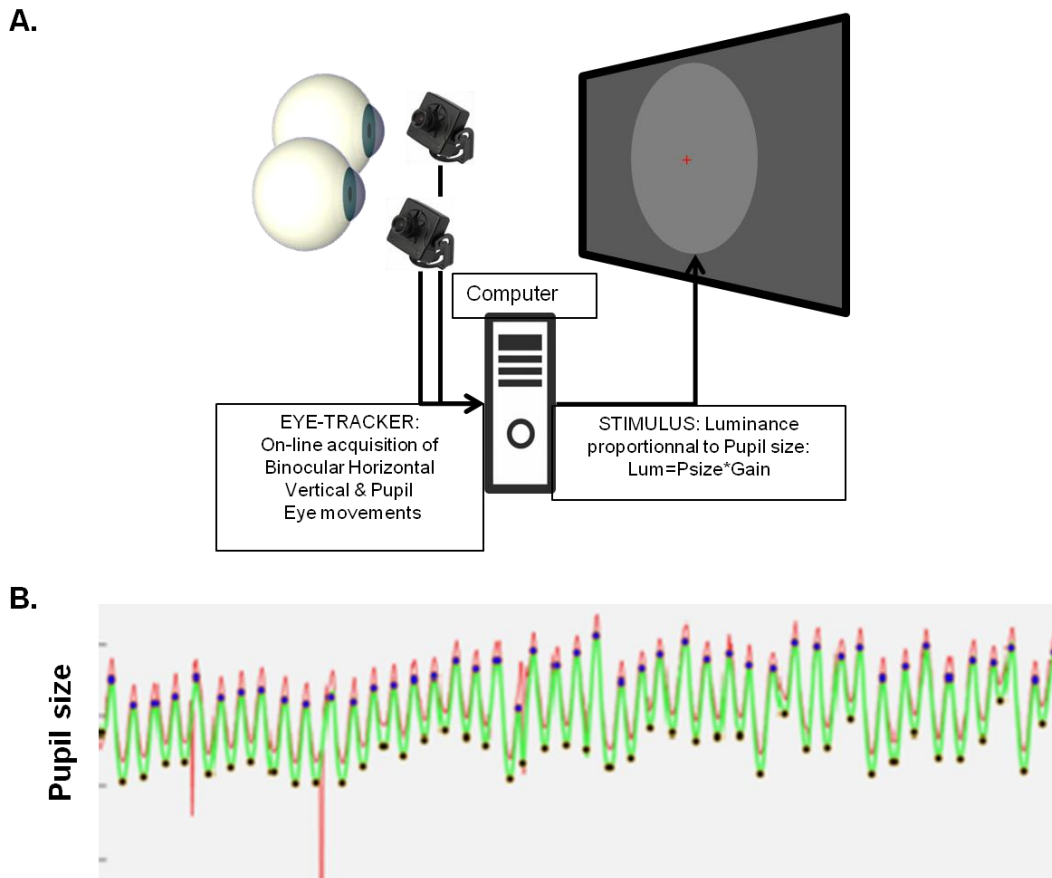 A.
Computer
EYE-TRACKER:
On-line acquisition of
Binocular Horizontal
Vertical & Pupil
Eye movements
STIMULUS: Luminance
proportionnal to Pupil size:
Lum=Psize*Gain
B.
Pupil size